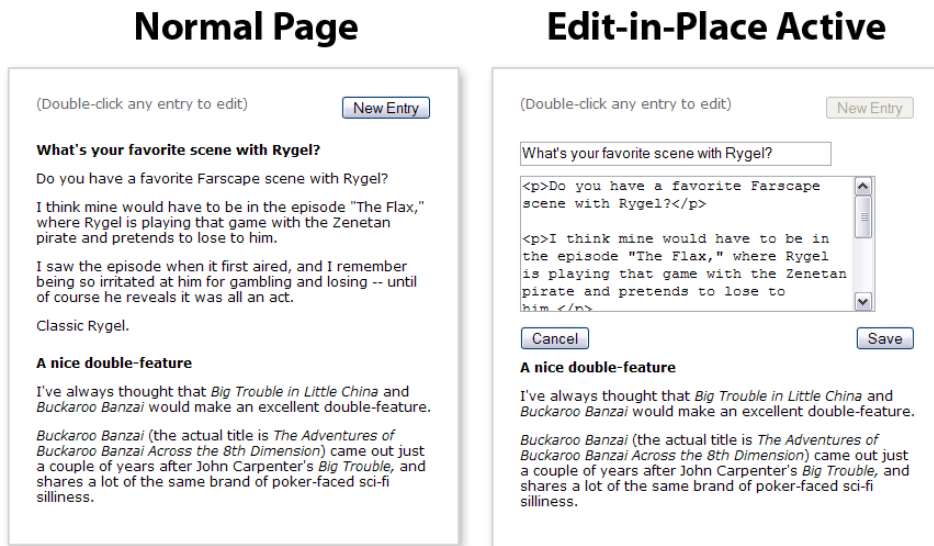 Normal Page
(Double-click any entry to edit)
New Entry
What's your favorite scene with Rygel?
Do you have a favorite Farscape scene with Rygel?
I think mine would have to be in the episode "The Flax,"
where Rygel is playing that game with the Zenetan
pirate and pretends to lose to him.
I saw the episode when it first aired, and I remember
being so irritated at him for gambling and losing -- until
of course he reveals it was all an act.
Classic Rygel.
A nice double-feature
I've always thought that Big Trouble in Little China and
Buckaroo Banzai would make an excellent double-feature.
Buckaroo Banzai (the actual title is The Adventures of
Buckaroo Banzai Across the 8th Dimension) came out just
a couple of years after John Carpenter's Big Trouble, and
shares a lot of the same brand of poker-faced sci-fi
silliness.
Edit-in-Place Active
(Double-click any entry to edit)
New Entry
What's your favorite scene with Rygel?
<p>Do you have a favorite Farscape
scene with Rygel?</p>
<p>I think mine would have to be in
the episode "The Flax," where Rygel
is playing that game with the Zenetan
pirate and pretends to lose to
him.</p>
Cancel
Save
A nice double-feature
I've always thought that Big Trouble in Little China and
Buckaroo Banzai would make an excellent double-feature.
Buckaroo Banzai (the actual title is The Adventures of
Buckaroo Banzai Across the 8th Dimension) came out just
a couple of years after John Carpenter's Big Trouble, and
shares a lot of the same brand of poker-faced sci-fi
silliness.